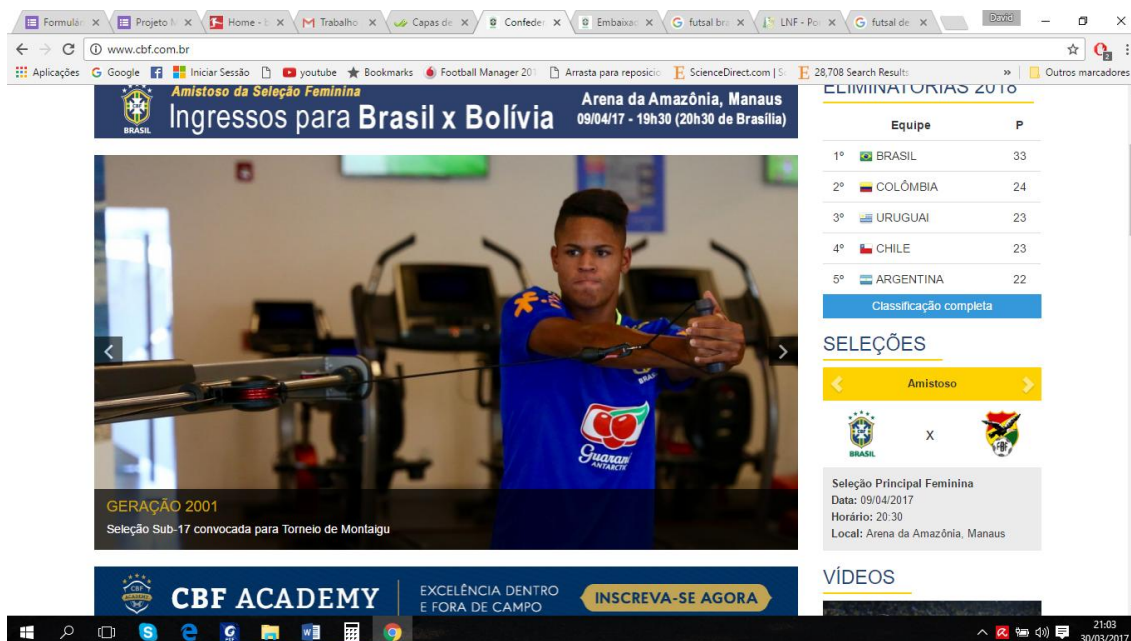 Formulár
Projeto
Home - b
Trabalho
Capas de
Confeder
Embaixac
futsal bra
LNF - Po
futsal de
David
www.cbf.com.br
Aplicações
Google
Iniciar Sessão
youtube
Bookmarks
Football Manager 201
Arrasta para reposicio
ScienceDirect.com | S
28,708 Search Results
»
Outros marcadores
BRASIL
Amistoso da Seleção Feminina
Ingressos para Brasil x Bolívia
Arena da Amazônia, Manaus
09/04/17 - 19h30 (20h30 de Brasília)
BRASIL
Guaraná
ANTARCTICA
GERAÇÃO 2001
Seleção Sub-17 convocada para Torneio de Montaigu
CBF ACADEMY
EXCELÊNCIA DENTRO
E FORA DE CAMPO
INSCREVA-SE AGORA
ELIMINATÓRIAS 2018
Equipe P
1º BRASIL 33
2º COLÔMBIA 24
3º URUGUAI 23
4º CHILE 23
5º ARGENTINA 22
Classificação completa
SELEÇÕES
Amistoso
BRASIL
X
FBF
Seleção Principal Feminina
Data: 09/04/2017
Horário: 20:30
Local: Arena da Amazônia, Manaus
VÍDEOS
21:03
30/03/2017